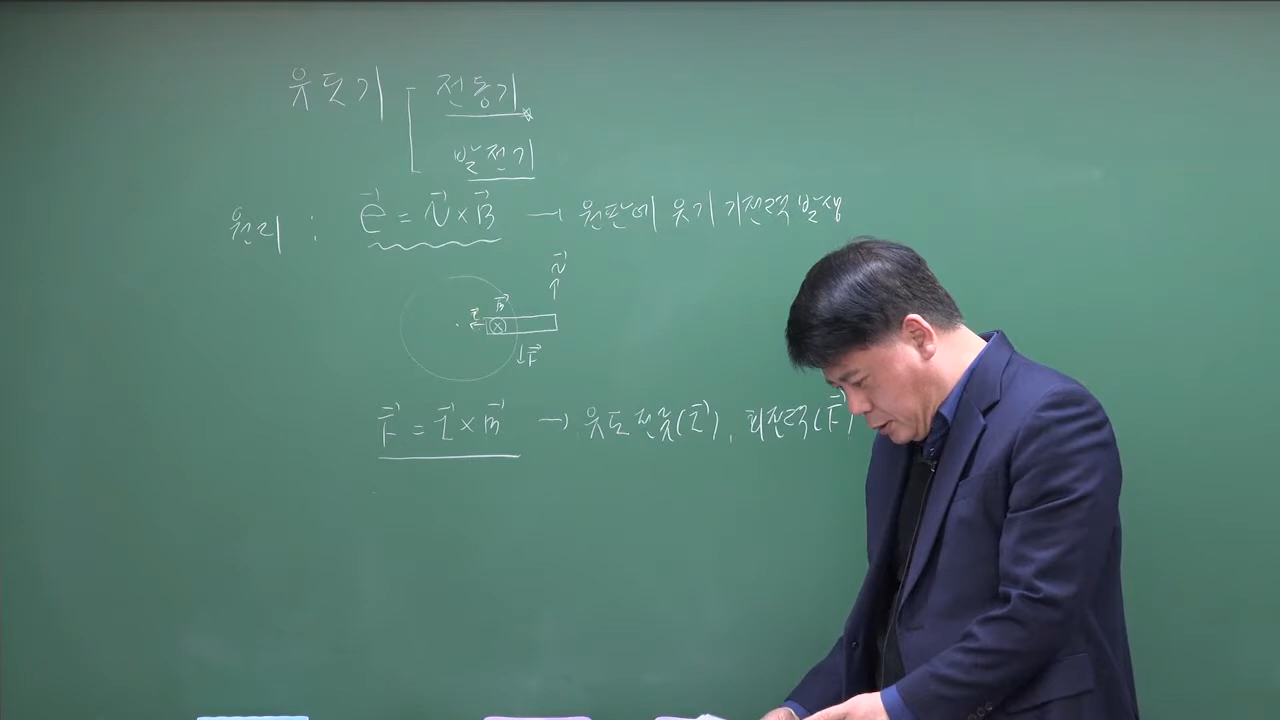 유도기 전동기
발전기
원리 : e⃗ = v⃗ × B⃗ → 원판에 유기 기전력 발생
v⃗
B⃗
i⃗ ⊗
↓ F⃗
F⃗ = i⃗ × B⃗ → 유도 전류(i⃗), 회전력(F⃗)